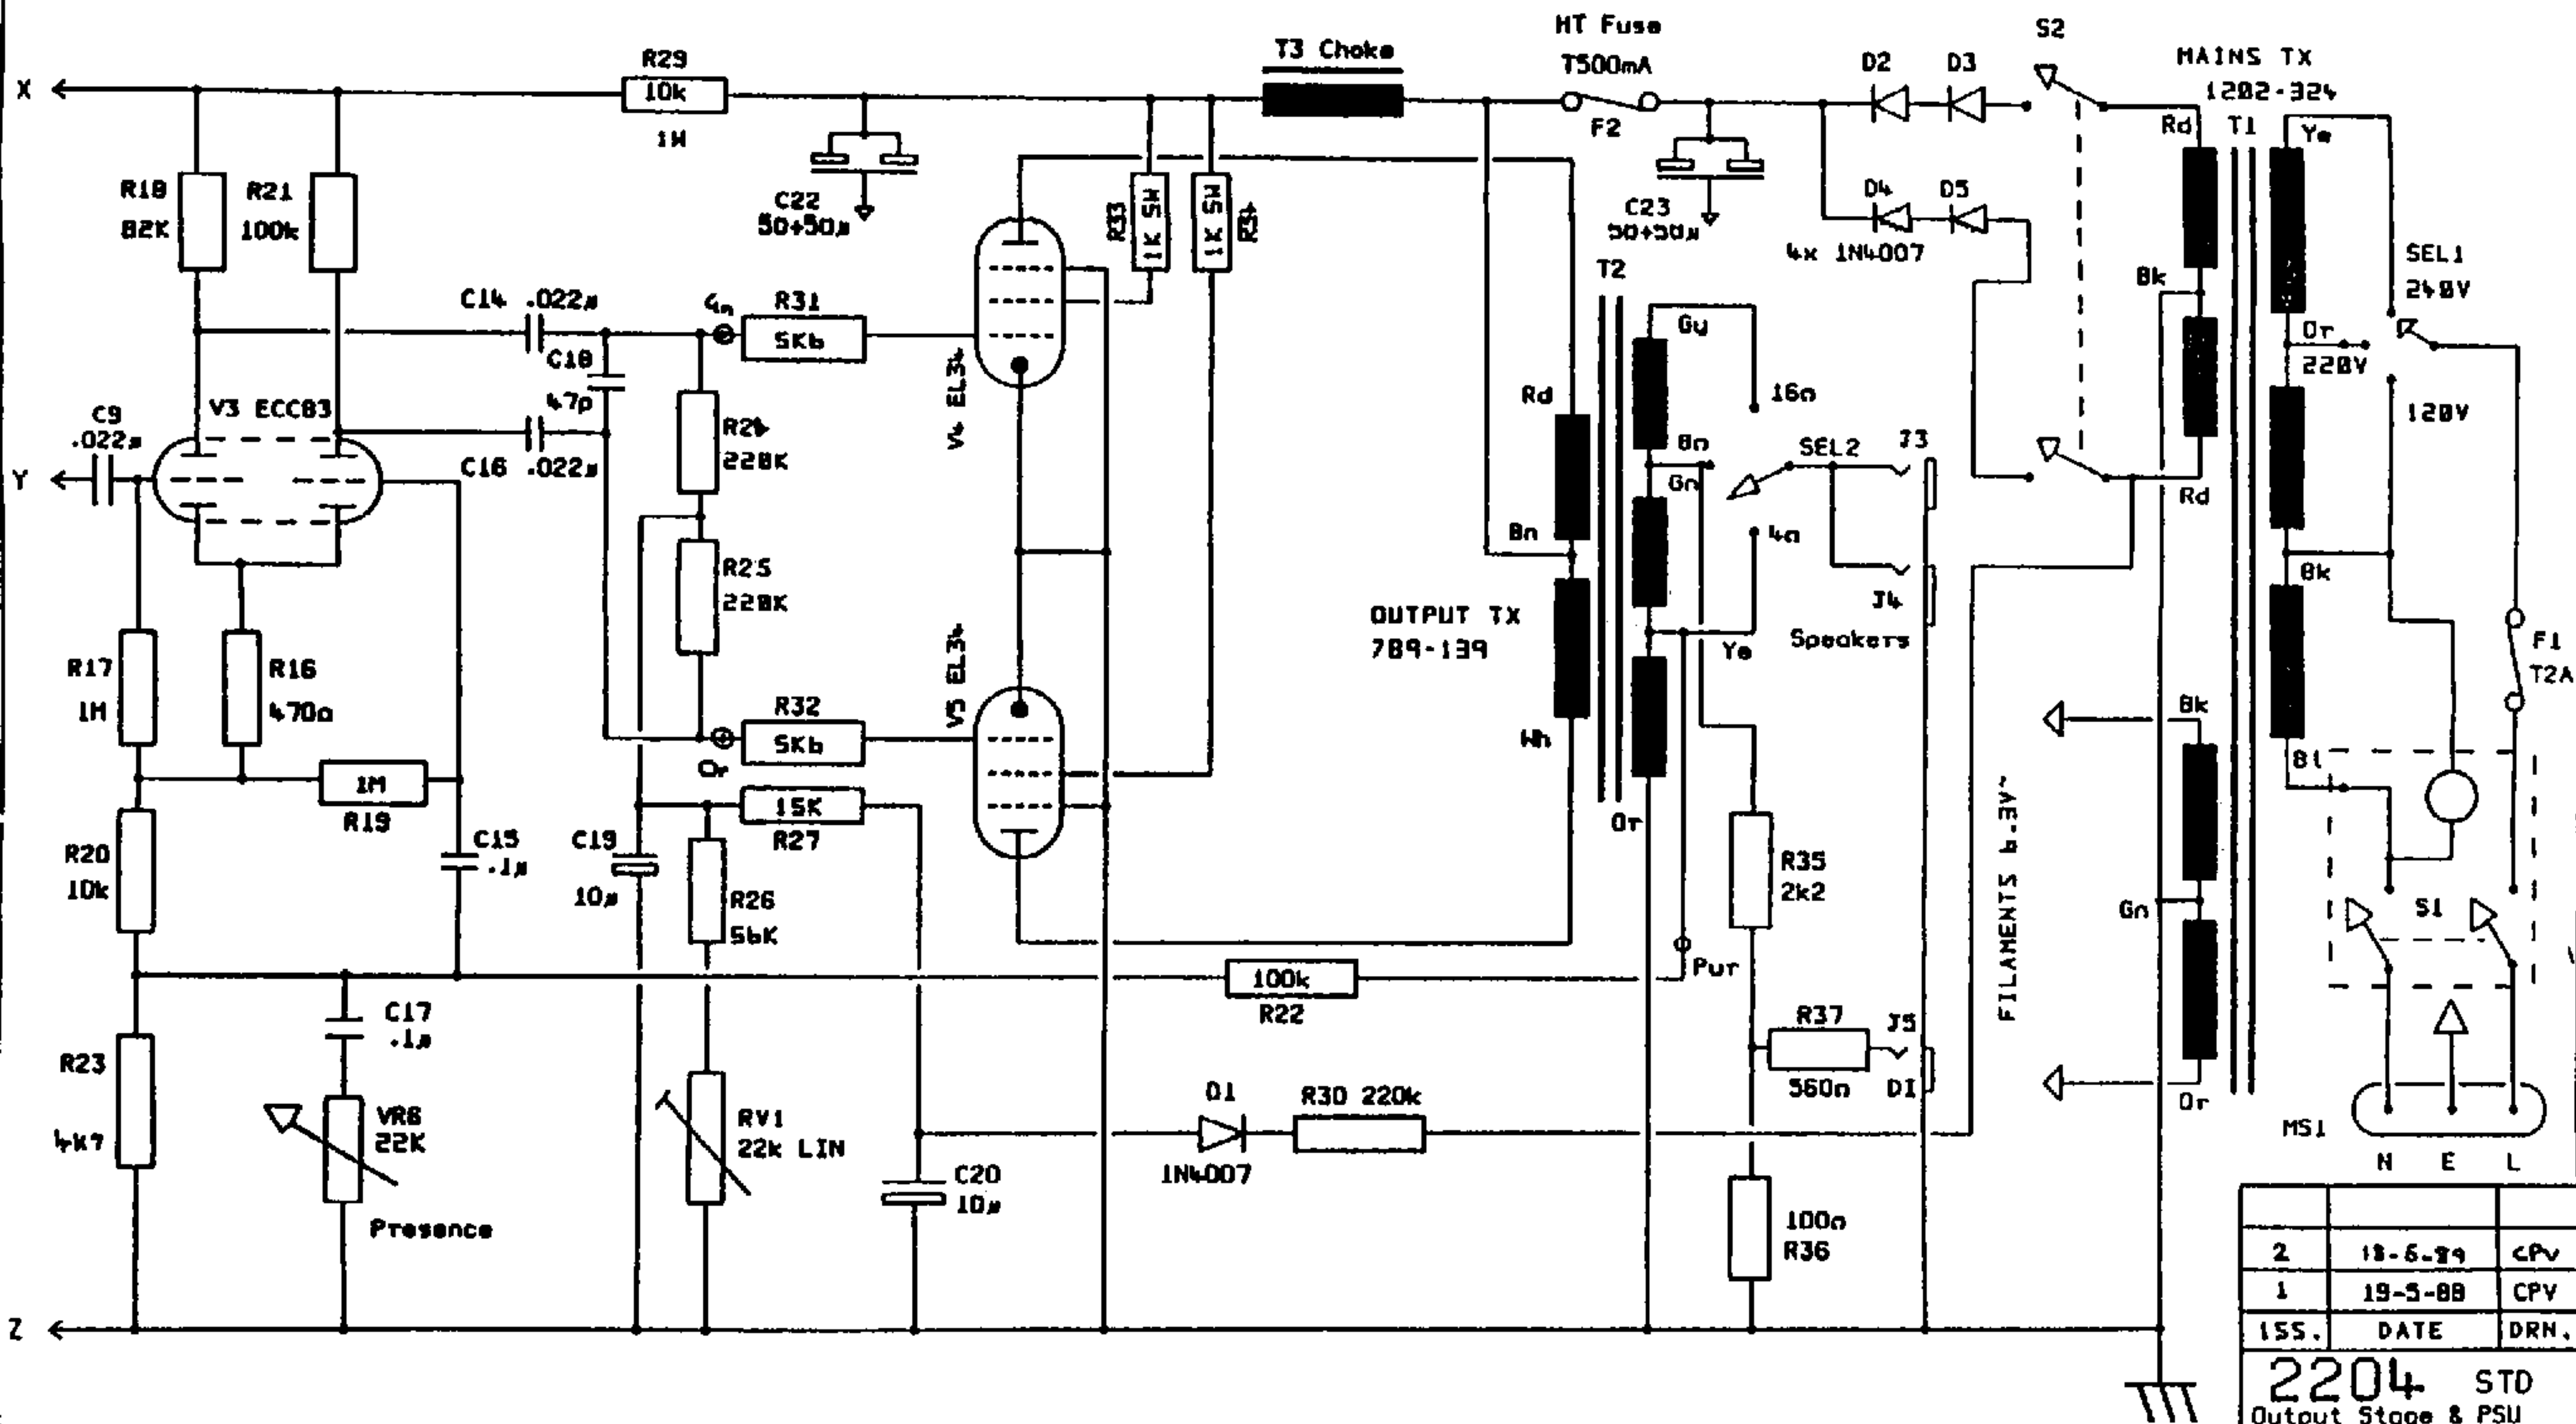 HT Fuse
T500mA
F2
S2
MAINS TX
1202-324
T3 Choke
R29
10k
1W
X
D2
D3
Rd
T1
Ye
R18
82K
R21
100k
C22
50+50µ
R33
1K 5W
R34
1K 5W
C23
50+50µ
D4
D5
4x 1N4007
T2
Bk
SEL1
240V
Or
220V
120V
C14 .022µ
Gn
R31
5K6
C18
47p
V4 EL34
Gy
16Ω
Rd
C9
.022µ
V3 ECC83
C16 .022µ
R24
220K
Bn
Gn
SEL2
J3
Y
Rd
Bn
4Ω
J4
Speakers
R25
220K
Bk
OUTPUT TX
789-139
Ye
F1
T2A
R17
1M
R16
470Ω
V5 EL34
R32
5K6
Or
Wh
Bk
Bl
1M
R19
15K
R27
Or
R20
10k
C15
.1µ
C19
10µ
R26
56K
R35
2k2
FILAMENTS 6.3V~
Gn
S1
Pur
100k
R22
C17
.1µ
R37
560Ω
J5
DI
R23
4k7
VR6
22K
Presence
RV1
22k LIN
D1
1N4007
R30 220k
C20
10µ
Or
MS1
N
E
L
100Ω
R36
2
CPV
1
19-5-88
CPV
ISS.
DATE
DRN.
Z
2204 STD
Output Stage & PSU